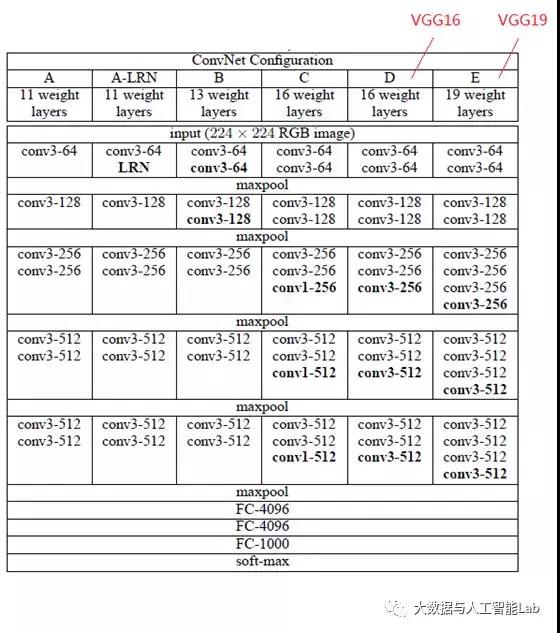 VGG16 VGG19
ConvNet Configuration
A A-LRN B C D E
11 weight 11 weight 13 weight 16 weight 16 weight 19 weight
layers layers layers layers layers layers
input (224 × 224 RGB image)
conv3-64 conv3-64 conv3-64 conv3-64 conv3-64 conv3-64
LRN conv3-64 conv3-64 conv3-64 conv3-64
maxpool
conv3-128 conv3-128 conv3-128 conv3-128 conv3-128 conv3-128
conv3-128 conv3-128 conv3-128 conv3-128
maxpool
conv3-256 conv3-256 conv3-256 conv3-256 conv3-256 conv3-256
conv3-256 conv3-256 conv3-256 conv3-256 conv3-256 conv3-256
conv1-256 conv3-256 conv3-256
conv3-256
maxpool
conv3-512 conv3-512 conv3-512 conv3-512 conv3-512 conv3-512
conv3-512 conv3-512 conv3-512 conv3-512 conv3-512 conv3-512
conv1-512 conv3-512 conv3-512
conv3-512
maxpool
conv3-512 conv3-512 conv3-512 conv3-512 conv3-512 conv3-512
conv3-512 conv3-512 conv3-512 conv3-512 conv3-512 conv3-512
conv1-512 conv3-512 conv3-512
conv3-512
maxpool
FC-4096
FC-4096
FC-1000
soft-max
大数据与人工智能Lab